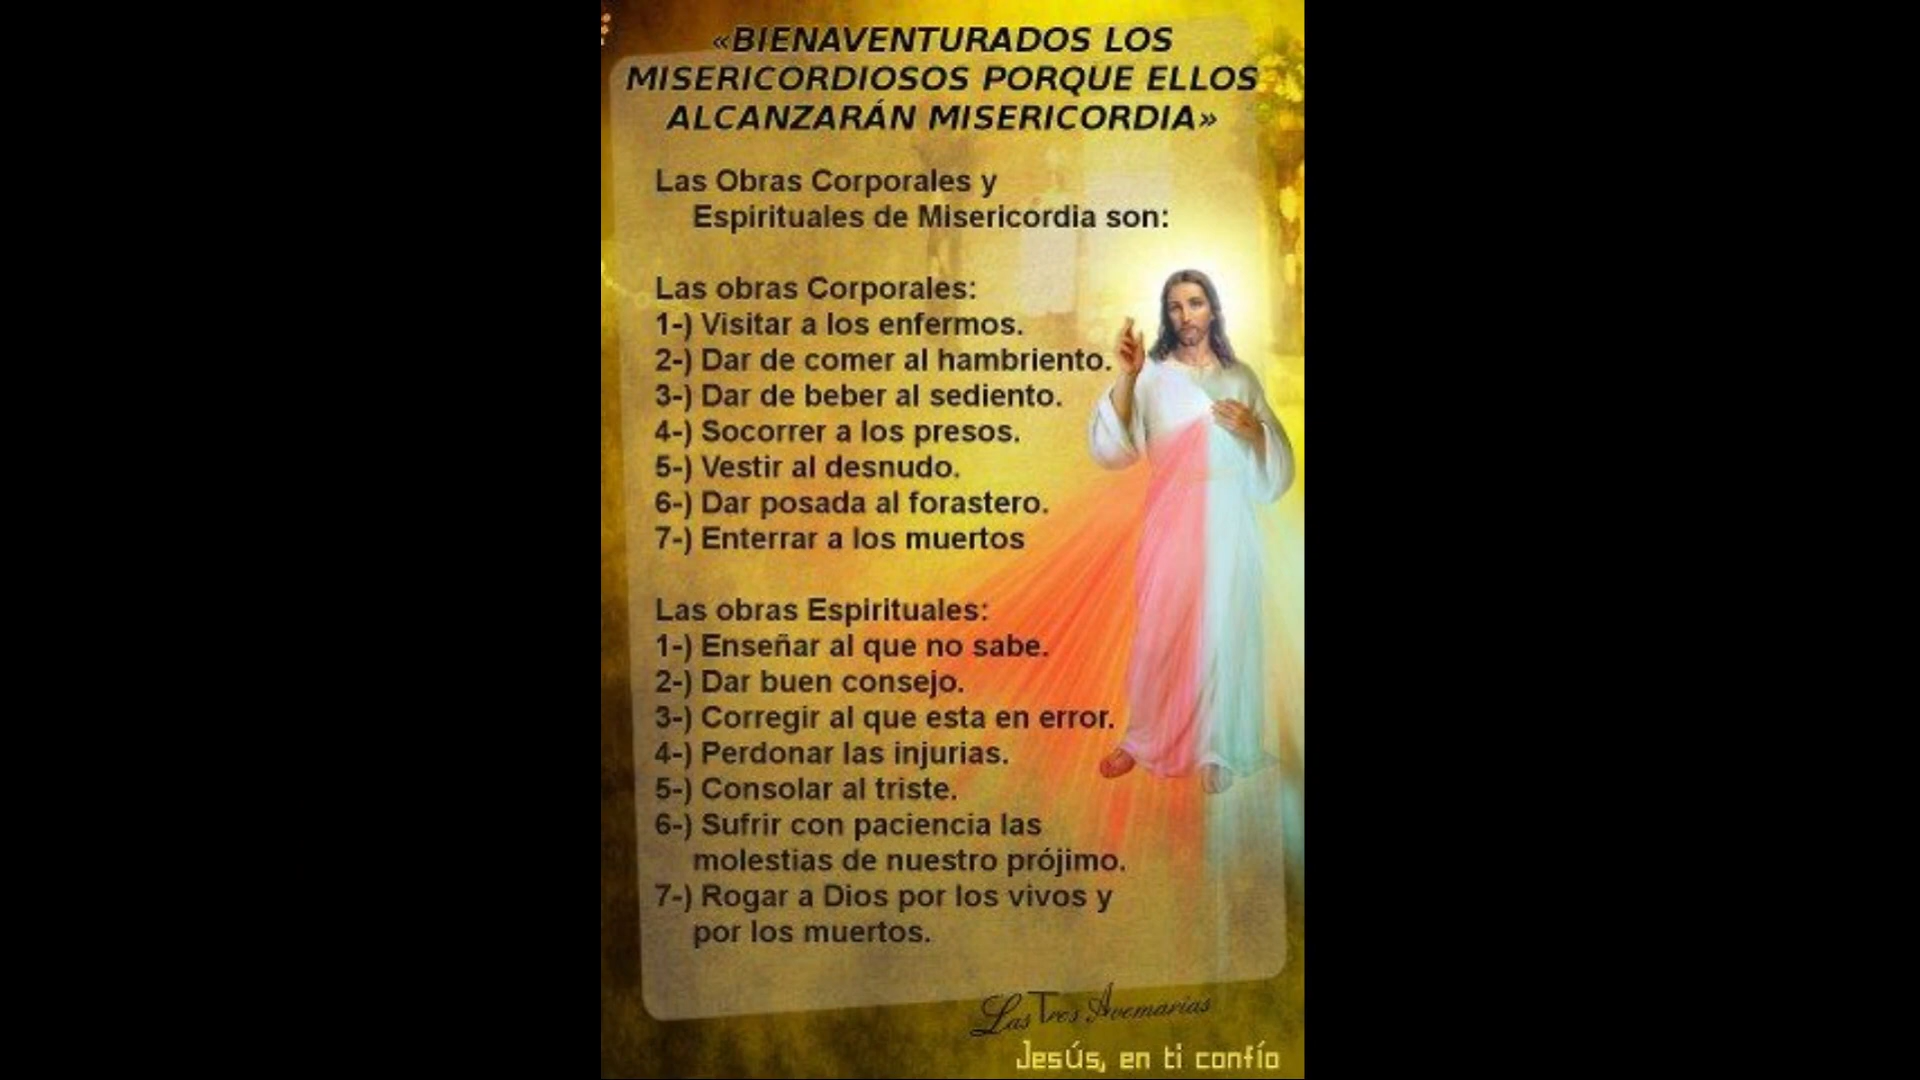 «BIENAVENTURADOS LOS
MISERICORDIOSOS PORQUE ELLOS
ALCANZARÁN MISERICORDIA»
Las Obras Corporales y
Espirituales de Misericordia son:
Las obras Corporales:
1-) Visitar a los enfermos.
2-) Dar de comer al hambriento.
3-) Dar de beber al sediento.
4-) Socorrer a los presos.
5-) Vestir al desnudo.
6-) Dar posada al forastero.
7-) Enterrar a los muertos
Las obras Espirituales:
1-) Enseñar al que no sabe.
2-) Dar buen consejo.
3-) Corregir al que esta en error.
4-) Perdonar las injurias.
5-) Consolar al triste.
6-) Sufrir con paciencia las
molestias de nuestro prójimo.
7-) Rogar a Dios por los vivos y
por los muertos.
Las Tres Avemarías
Jesús, en ti confío